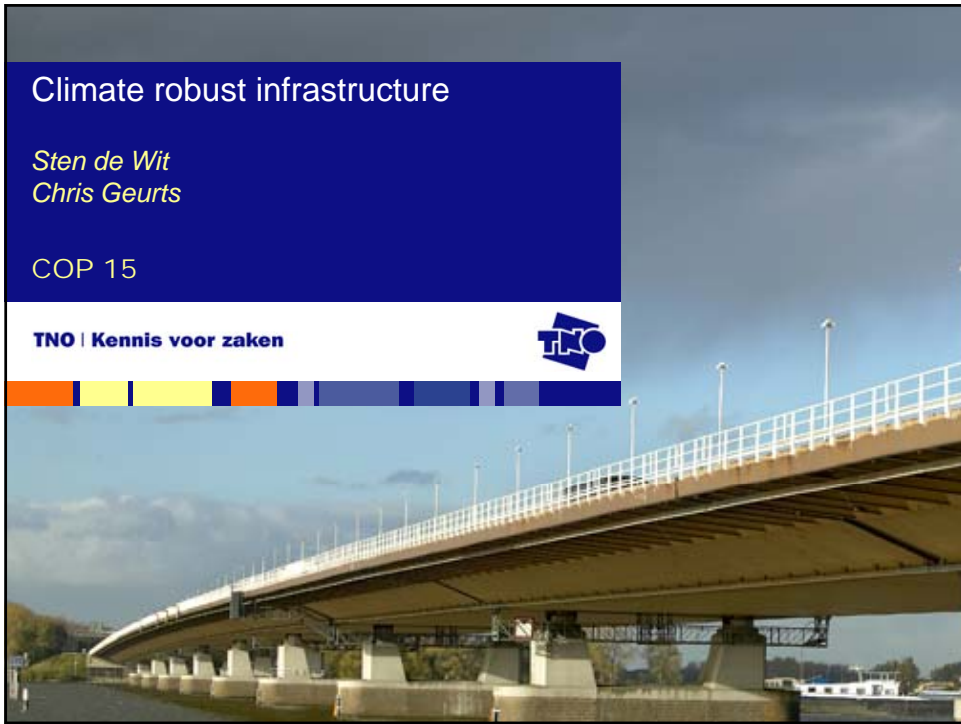 Climate robust infrastructure
Sten de Wit
Chris Geurts
COP 15
TNO | Kennis voor zaken
TNO